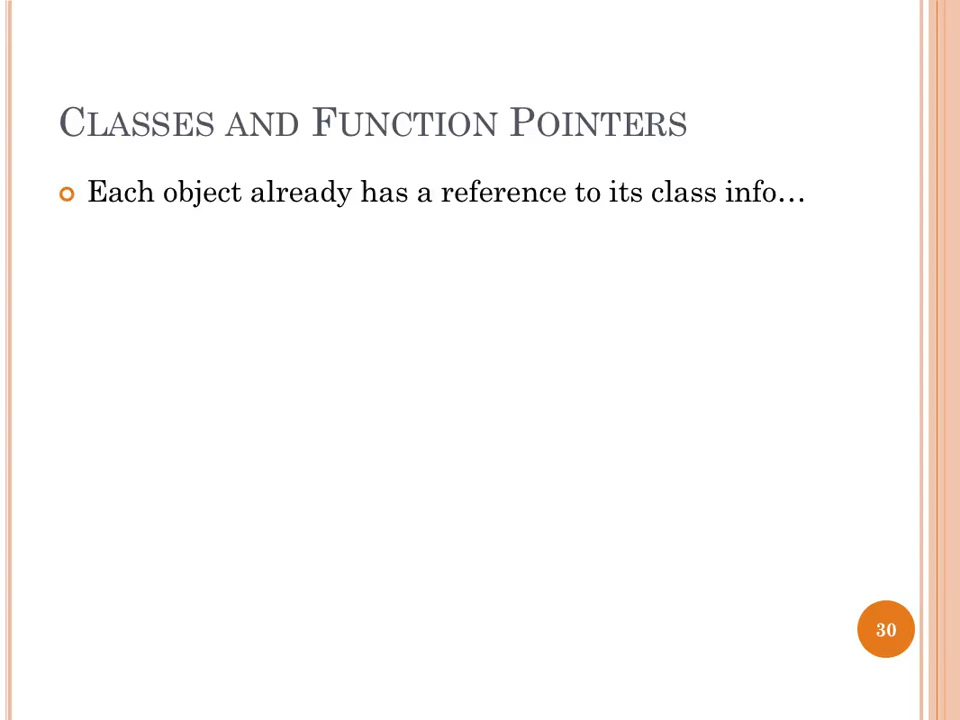 CLASSES AND FUNCTION POINTERS
Each object already has a reference to its class info…
30